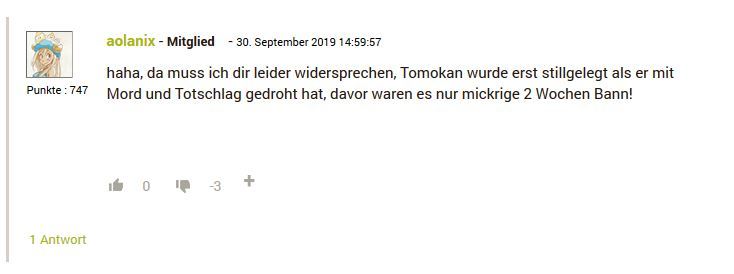 aolanix - Mitglied - 30. September 2019 14:59:57
haha, da muss ich dir leider widersprechen, Tomokan wurde erst stillgelegt als er mit
Punkte : 747
Mord und Totschlag gedroht hat, davor waren es nur mickrige 2 Wochen Bann!
0 -3 +
1 Antwort